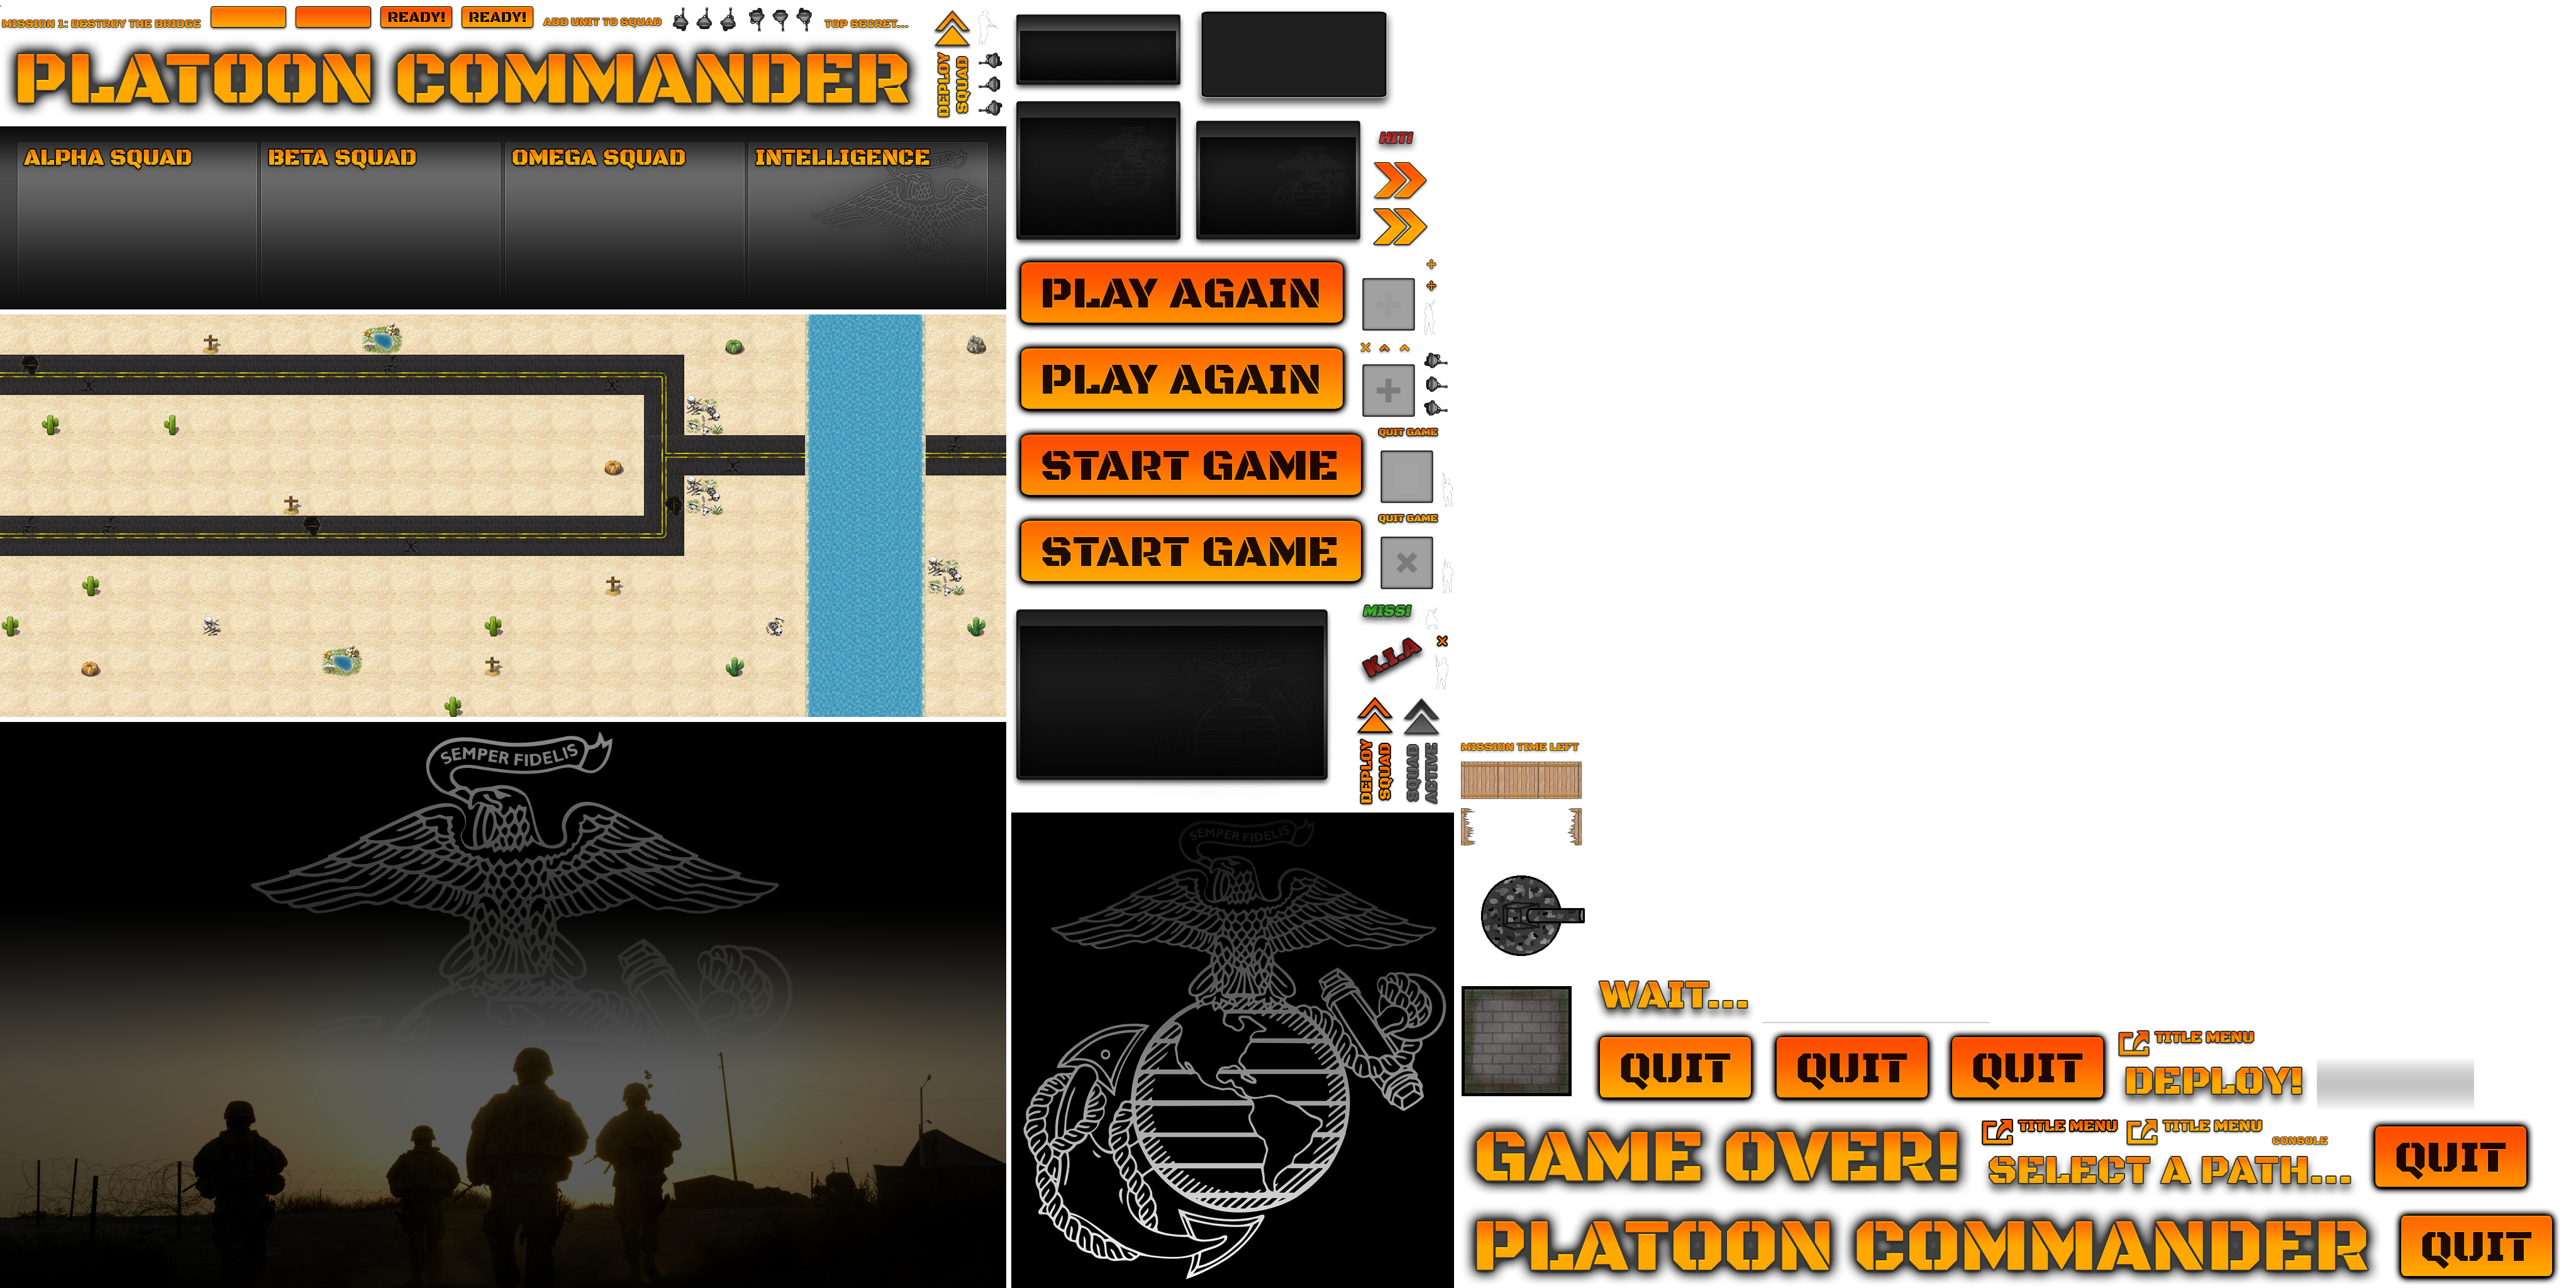 MISSION 1: DESTROY THE BRIDGE
READY!
READY!
ADD UNIT TO SQUAD
TOP SECRET...
PLATOON COMMANDER
DEPLOY
SQUAD
ALPHA SQUAD
BETA SQUAD
OMEGA SQUAD
INTELLIGENCE
HIT!
PLAY AGAIN
PLAY AGAIN
START GAME
START GAME
QUIT GAME
QUIT GAME
MISS!
K.I.A
DEPLOY
SQUAD
SQUAD
ACTIVE
SEMPER FIDELIS
SEMPER FIDELIS
MISSION TIME LEFT
WAIT...
QUIT
QUIT
QUIT
TITLE MENU
DEPLOY!
GAME OVER!
TITLE MENU
TITLE MENU
CONSOLE
SELECT A PATH...
QUIT
PLATOON COMMANDER
QUIT